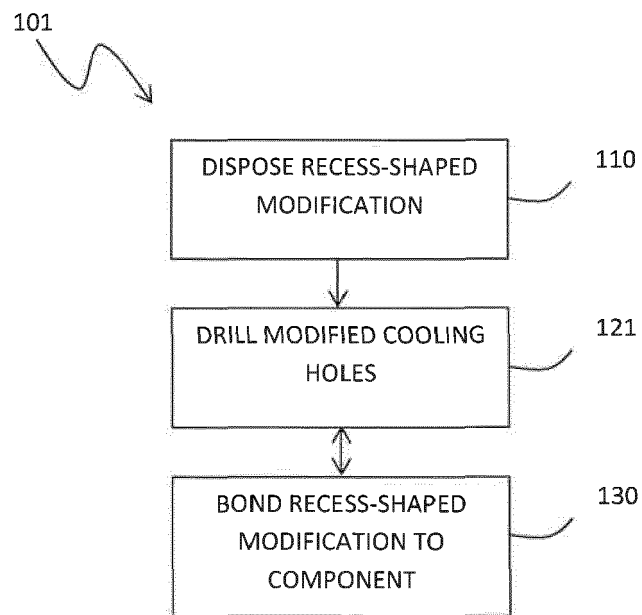 101
DISPOSE RECESS-SHAPED
MODIFICATION
110
DRILL MODIFIED COOLING
HOLES
121
BOND RECESS-SHAPED
MODIFICATION TO
COMPONENT
130